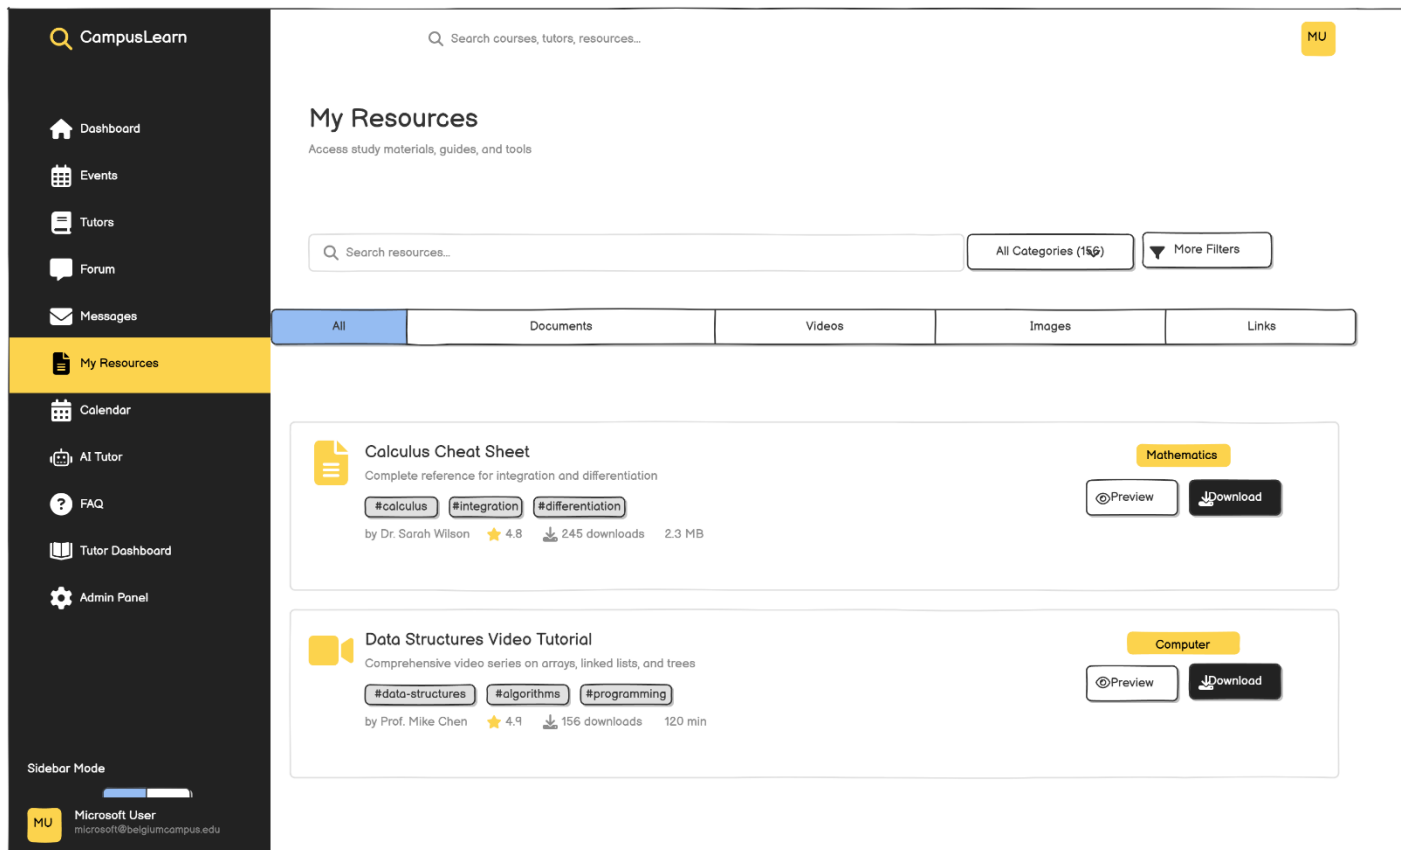 CampusLearn
Search courses, tutors, resources...
MU
Dashboard
Events
Tutors
Forum
Messages
My Resources
Calendar
AI Tutor
FAQ
Tutor Dashboard
Admin Panel
Sidebar Mode
MU
Microsoft User
microsoft@belgiumcampus.edu
My Resources
Access study materials, guides, and tools
Search resources...
All Categories (156)
More Filters
All
Documents
Videos
Images
Links
Calculus Cheat Sheet
Complete reference for integration and differentiation
#calculus #integration #differentiation
by Dr. Sarah Wilson 4.8 245 downloads 2.3 MB
Mathematics
Preview
Download
Data Structures Video Tutorial
Comprehensive video series on arrays, linked lists, and trees
#data-structures #algorithms #programming
by Prof. Mike Chen 4.9 156 downloads 120 min
Computer
Preview
Download